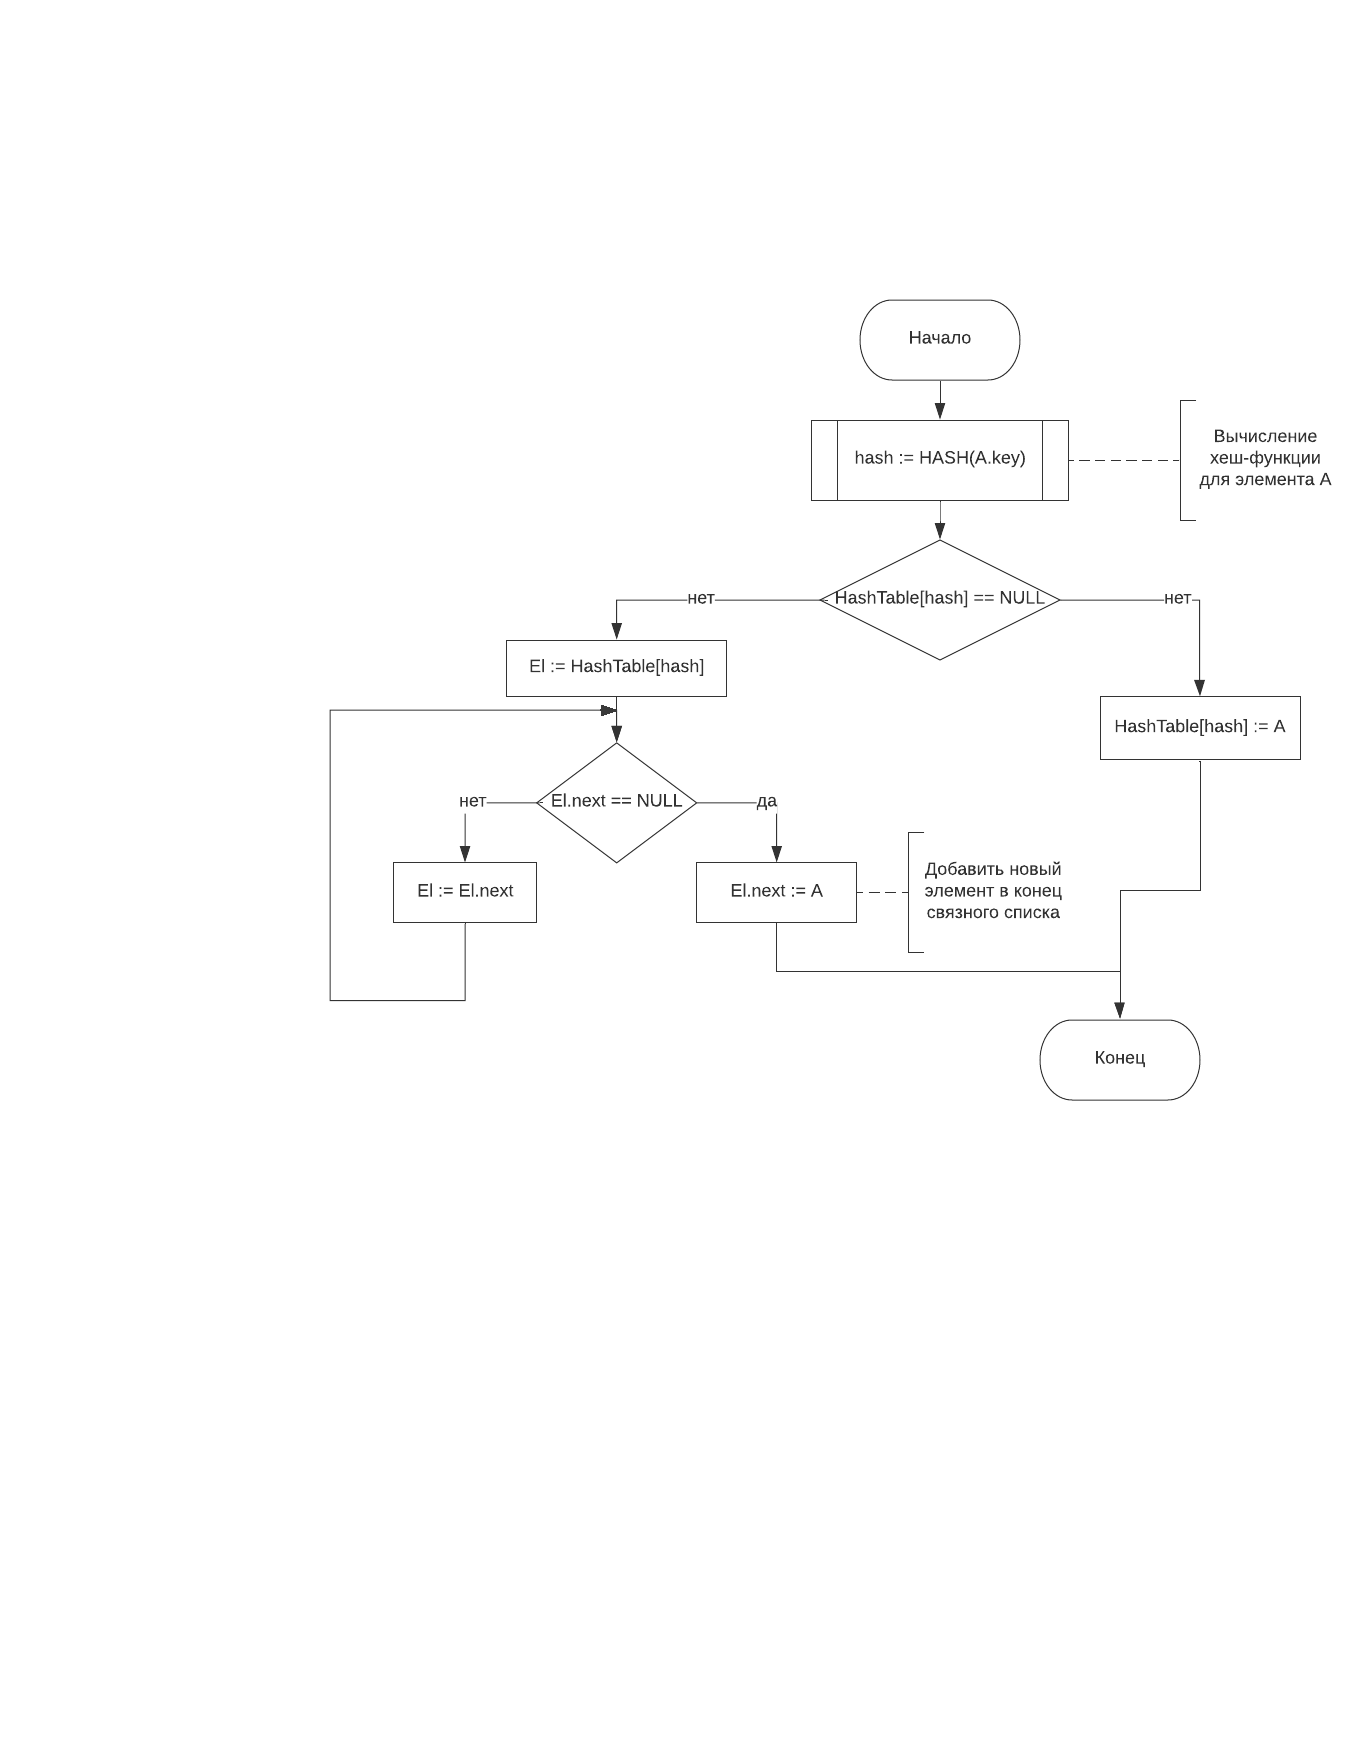 Начало
hash := HASH(A.key)
Вычисление
хеш-функции
для элемента А
HashTable[hash] == NULL
нет
нет
El := HashTable[hash]
HashTable[hash] := A
El.next == NULL
нет
да
El := El.next
El.next := A
Добавить новый
элемент в конец
связного списка
Конец